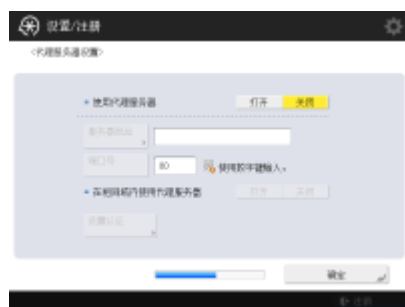 设置/注册
<代理服务器设置>
• 使用代理服务器
打开
关闭
服务器地址
端口号
80
使用数字键输入。
• 在相同域内使用代理服务器
打开
关闭
设置认证
确定
注册